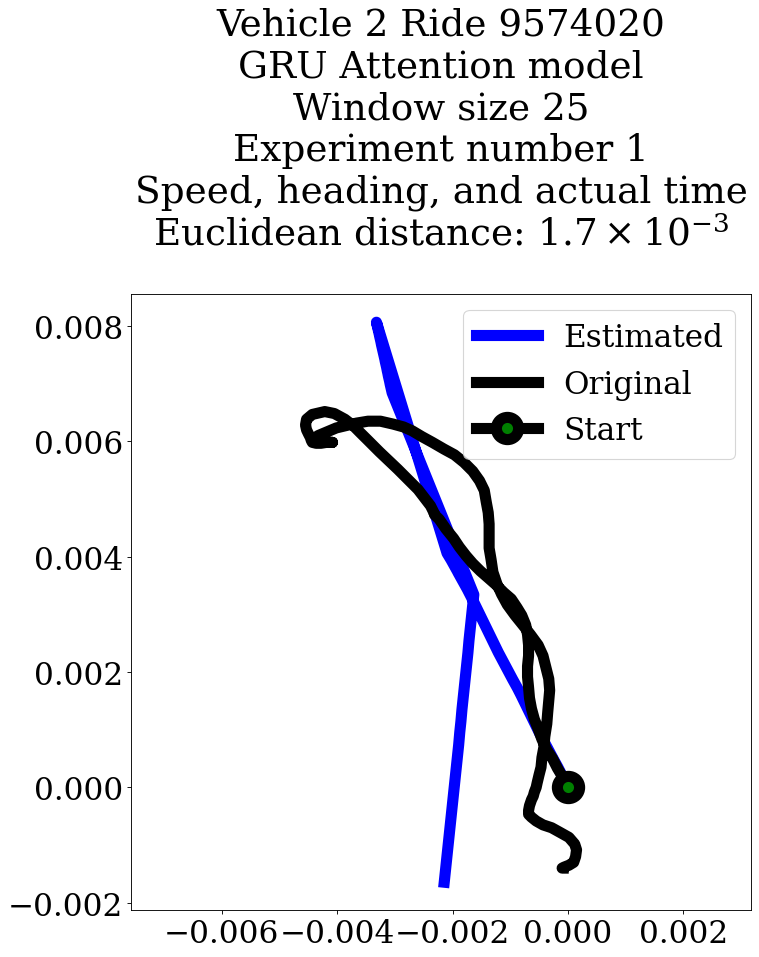 Vehicle 2 Ride 9574020
GRU Attention model
Window size 25
Experiment number 1
Speed, heading, and actual time
Euclidean distance: 1.7 × 10⁻³
Estimated
Original
Start
0.008
0.006
0.004
0.002
0.000
−0.002
−0.006 −0.004 −0.002 0.000 0.002